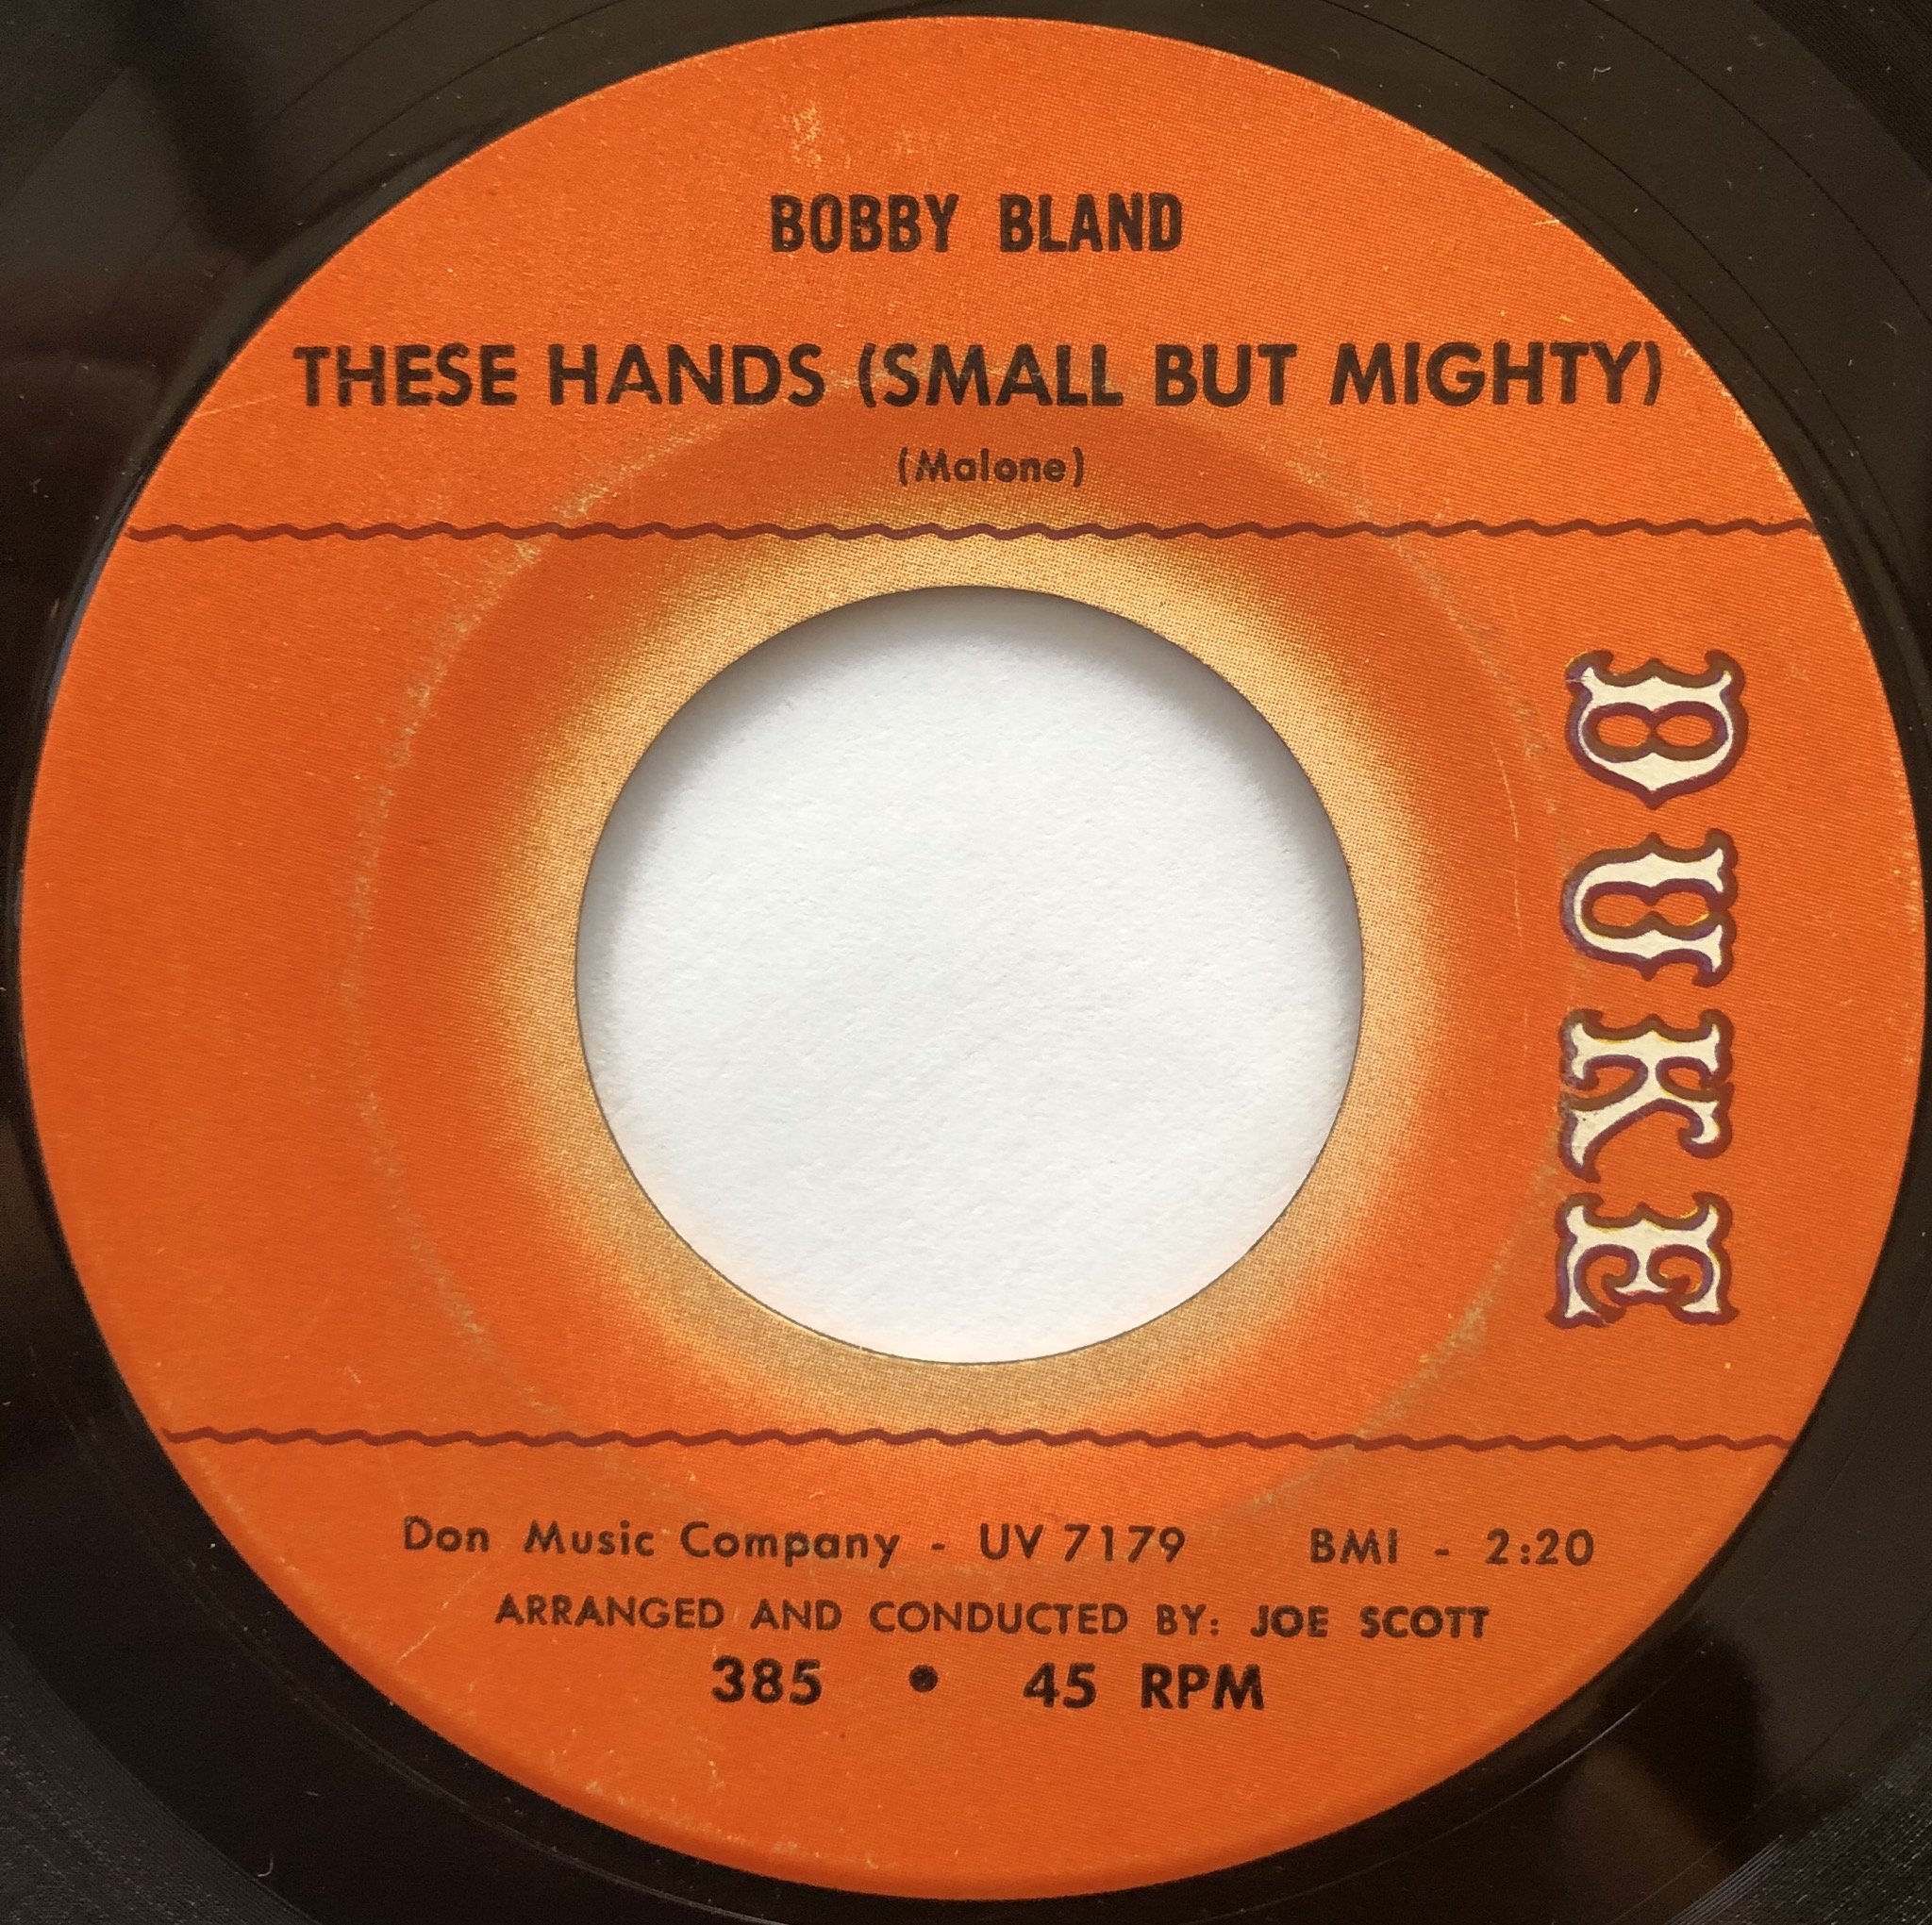 BOBBY BLAND
THESE HANDS (SMALL BUT MIGHTY)
(Malone)
DUKE
Don Music Company - UV 7179 BMI - 2:20
ARRANGED AND CONDUCTED BY: JOE SCOTT
385 • 45 RPM